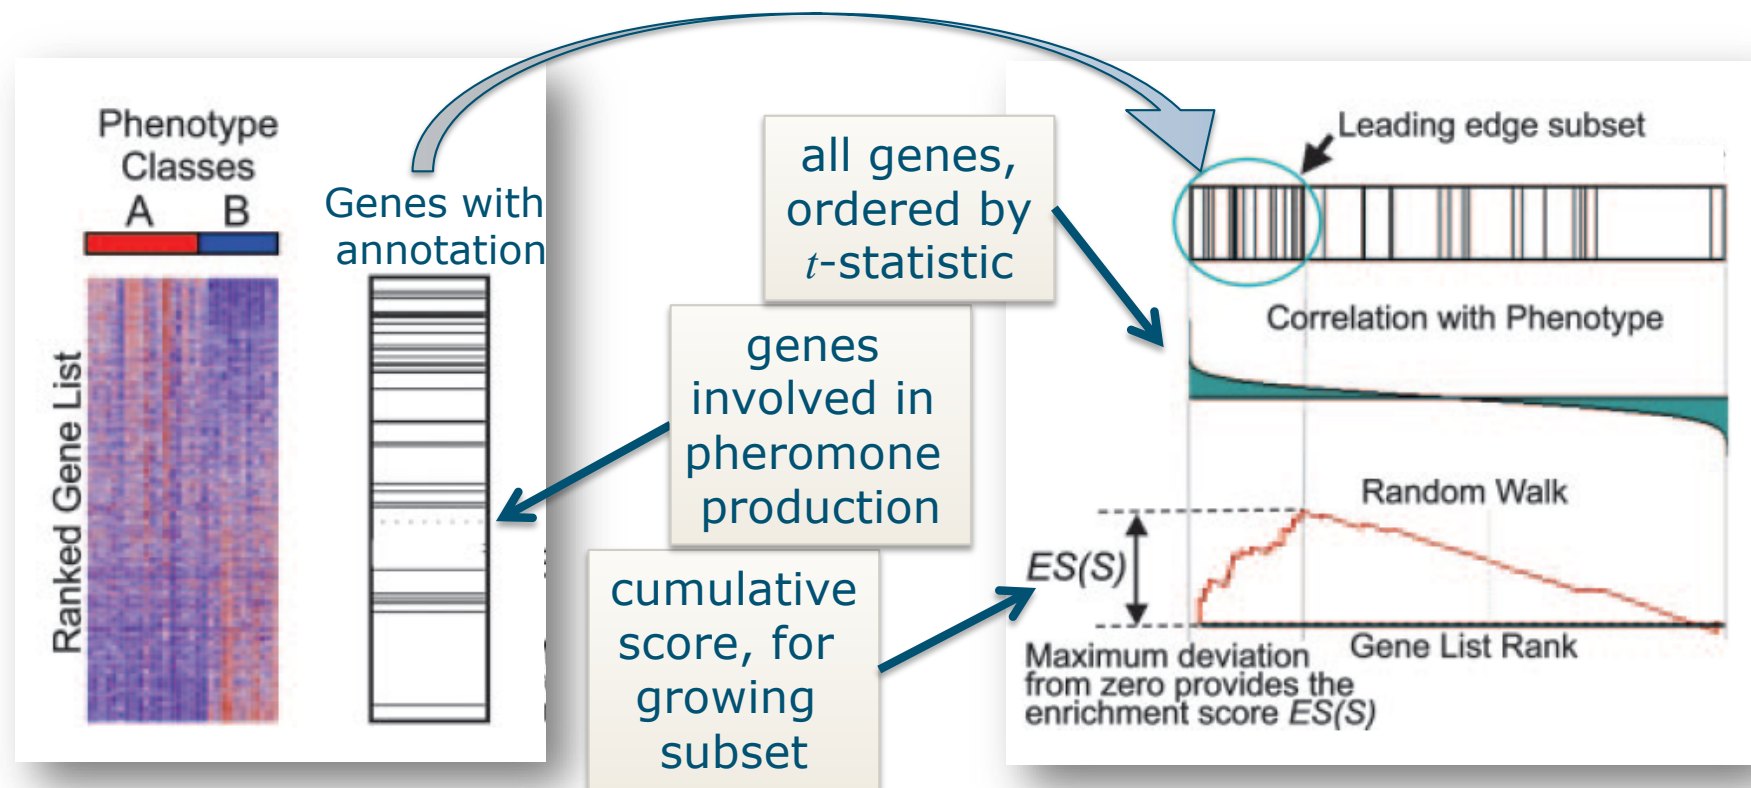 Phenotype
Classes
A B
Genes with
annotation
Ranked Gene List
all genes,
ordered by
t-statistic
genes
involved in
pheromone
production
cumulative
score, for
growing
subset
Leading edge subset
Correlation with Phenotype
Random Walk
ES(S)
Gene List Rank
Maximum deviation
from zero provides the
enrichment score ES(S)